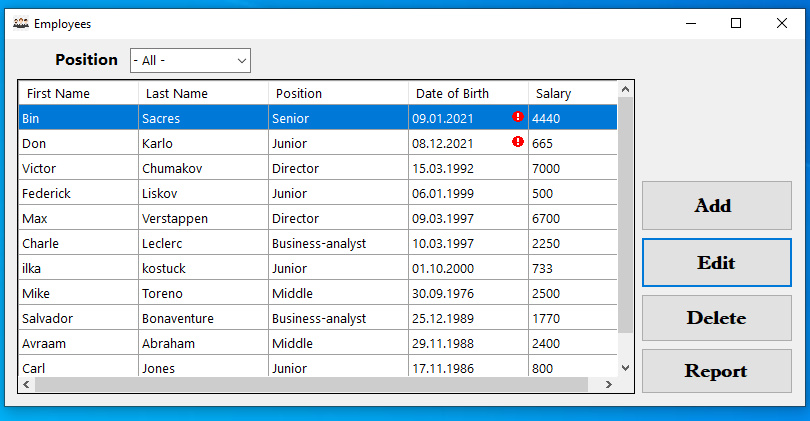 Employees
Position - All -
First Name Last Name Position Date of Birth Salary
Bin Sacres Senior 09.01.2021 4440
Don Karlo Junior 08.12.2021 665
Victor Chumakov Director 15.03.1992 7000
Federick Liskov Junior 06.01.1999 500
Max Verstappen Director 09.03.1997 6700
Charle Leclerc Business-analyst 10.03.1997 2250
ilka kostuck Junior 01.10.2000 733
Mike Toreno Middle 30.09.1976 2500
Salvador Bonaventure Business-analyst 25.12.1989 1770
Avraam Abraham Middle 29.11.1988 2400
Carl Jones Junior 17.11.1986 800
Add
Edit
Delete
Report